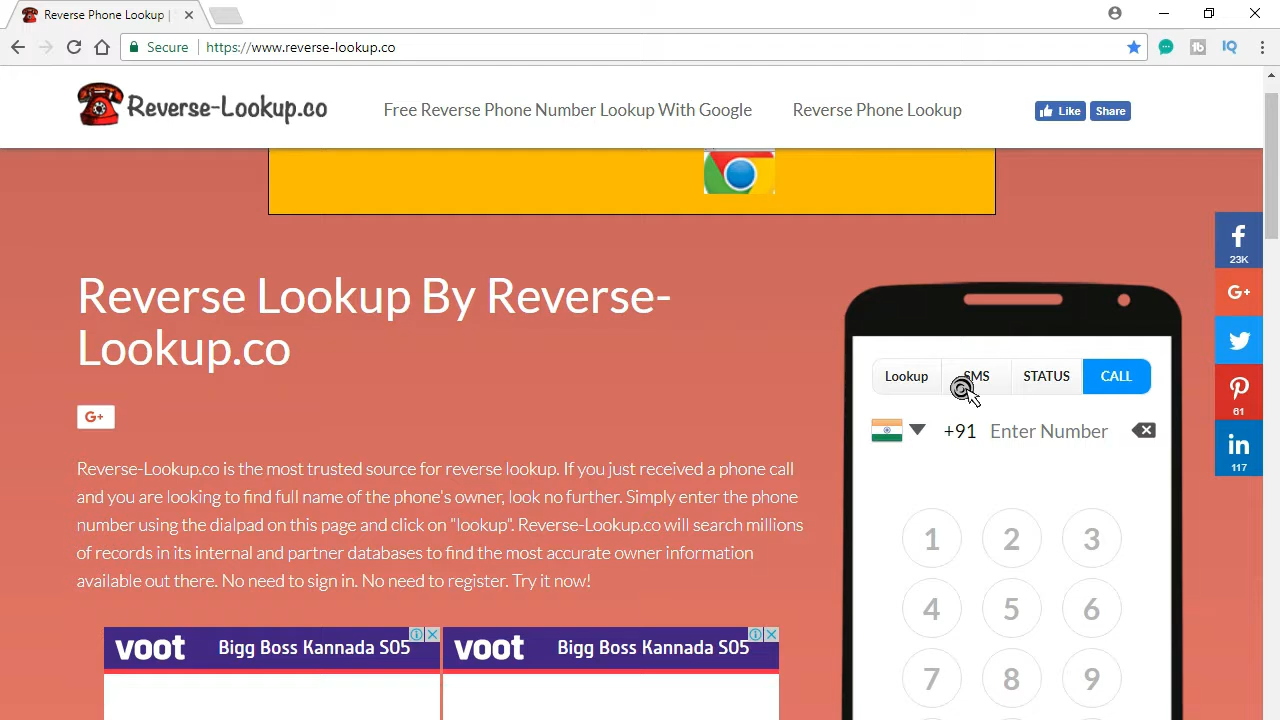 Reverse Phone Lookup |
Secure
https://www.reverse-lookup.co
Reverse-Lookup.co
Free Reverse Phone Number Lookup With Google
Reverse Phone Lookup
Like
Share
Reverse Lookup By Reverse-
Lookup.co
G+
Reverse-Lookup.co is the most trusted source for reverse lookup. If you just received a phone call
and you are looking to find full name of the phone's owner, look no further. Simply enter the phone
number using the dialpad on this page and click on "lookup". Reverse-Lookup.co will search millions
of records in its internal and partner databases to find the most accurate owner information
available out there. No need to sign in. No need to register. Try it now!
voot Bigg Boss Kannada S05
voot Bigg Boss Kannada S05
Lookup SMS STATUS CALL
+91 Enter Number
1 2 3
4 5 6
7 8 9
23K
G+
61
in
117
tb
IQ